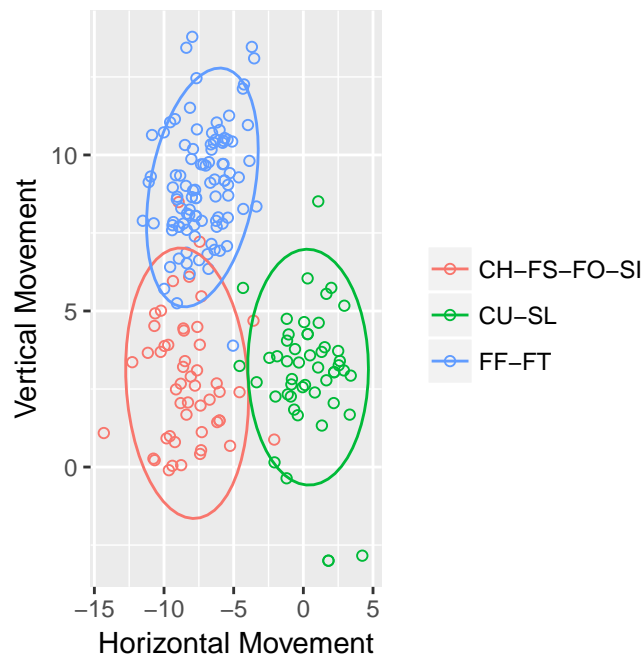 10
5
0
−15 −10 −5 0 5
Vertical Movement
Horizontal Movement
CH−FS−FO−SI
CU−SL
FF−FT